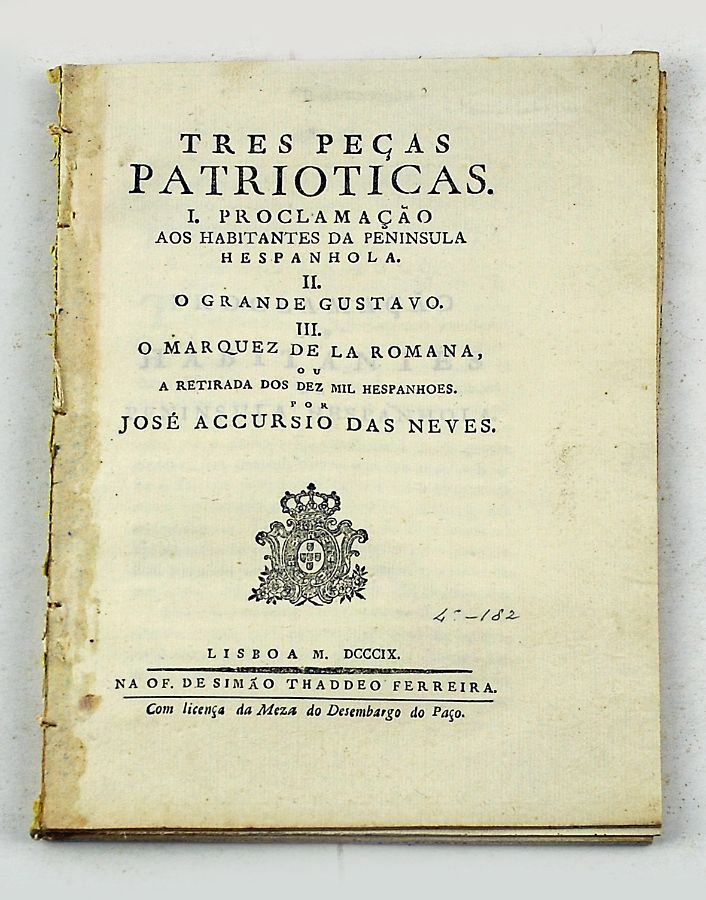 TRES PEÇAS
PATRIOTICAS.
I. PROCLAMAÇÃO
AOS HABITANTES DA PENINSULA
HESPANHOLA.
II.
O GRANDE GUSTAVO.
III.
O MARQUEZ DE LA ROMANA,
OU
A RETIRADA DOS DEZ MIL HESPANHOES.
POR
JOSÉ ACCURSIO DAS NEVES.
4º-182
LISBOA M. DCCCIX.
NA OF. DE SIMÃO THADDEO FERREIRA.
Com licença da Meza do Desembargo do Paço.